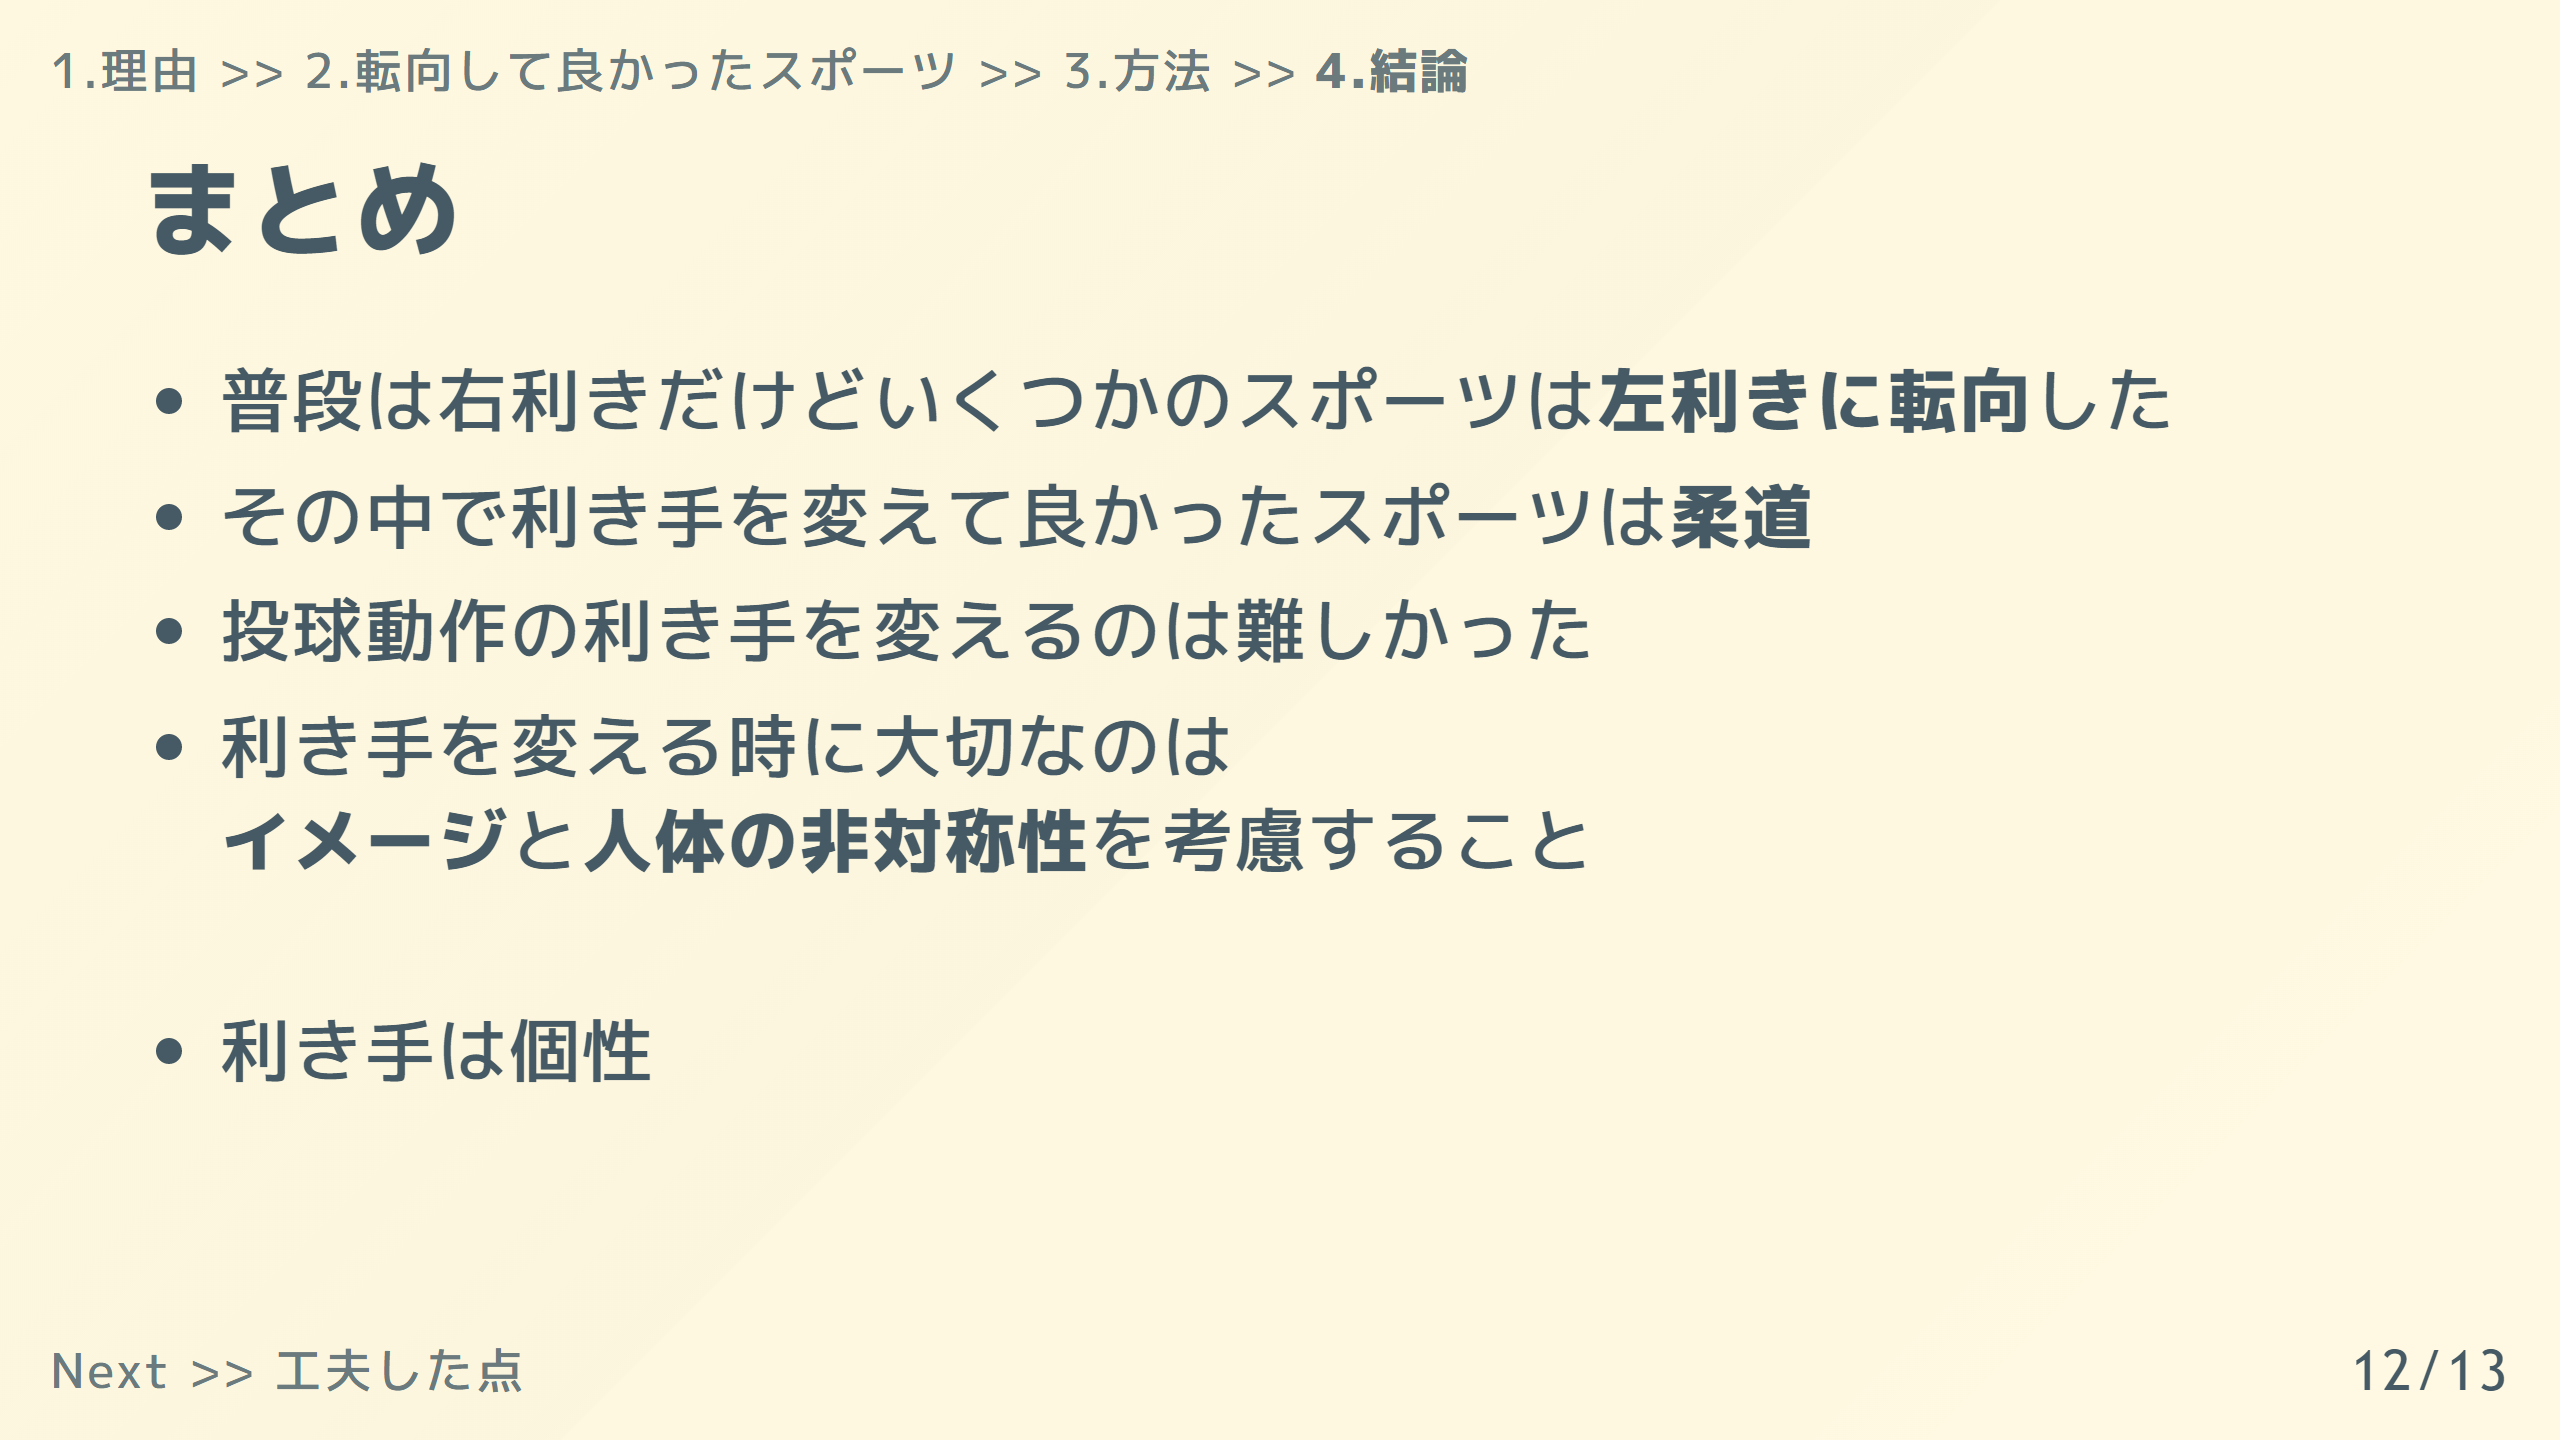 1.理由 >> 2.転向して良かったスポーツ >> 3.方法 >> 4.結論
まとめ
• 普段は右利きだけどいくつかのスポーツは左利きに転向した
• その中で利き手を変えて良かったスポーツは柔道
• 投球動作の利き手を変えるのは難しかった
• 利き手を変える時に大切なのは
イメージと人体の非対称性を考慮すること
• 利き手は個性
Next >> 工夫した点
12/13